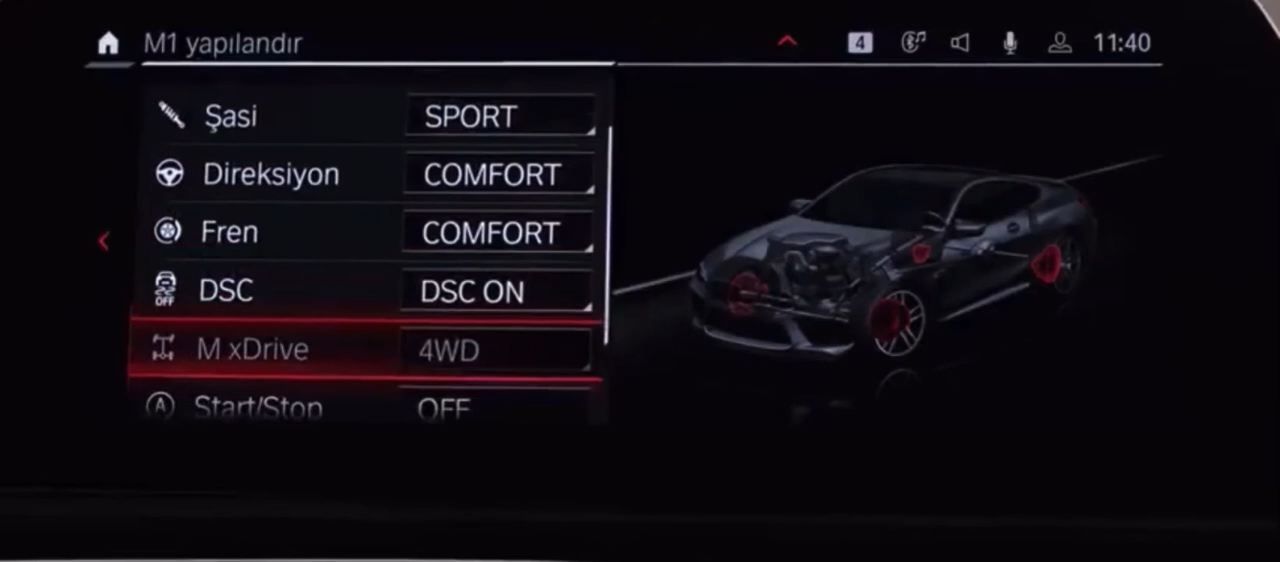 M1 yapılandır
4
11:40
Şasi SPORT
Direksiyon COMFORT
Fren COMFORT
DSC DSC ON
OFF
M xDrive 4WD
A Start/Stop OFF